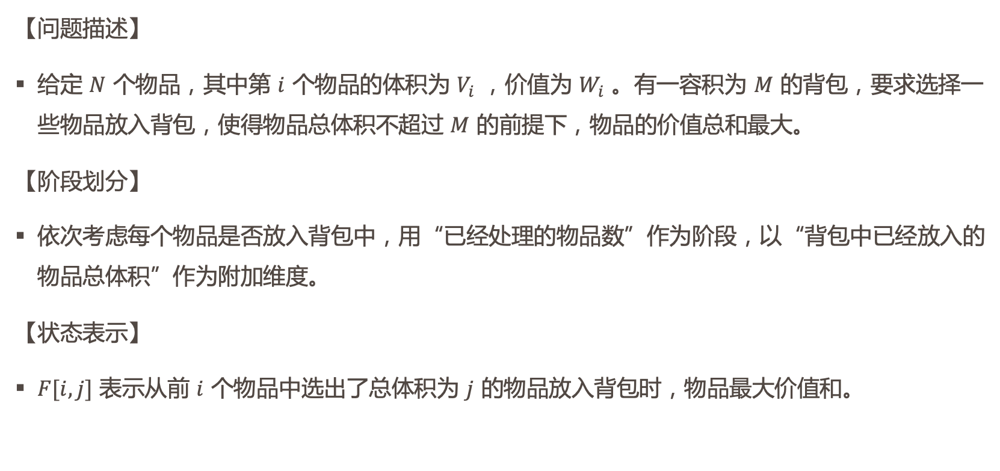 【问题描述】
▪ 给定 N 个物品，其中第 i 个物品的体积为 Vi ，价值为 Wi 。有一容积为 M 的背包，要求选择一
些物品放入背包，使得物品总体积不超过 M 的前提下，物品的价值总和最大。
【阶段划分】
▪ 依次考虑每个物品是否放入背包中，用“已经处理的物品数”作为阶段，以“背包中已经放入的
物品总体积”作为附加维度。
【状态表示】
▪ F[i,j] 表示从前 i 个物品中选出了总体积为 j 的物品放入背包时，物品最大价值和。